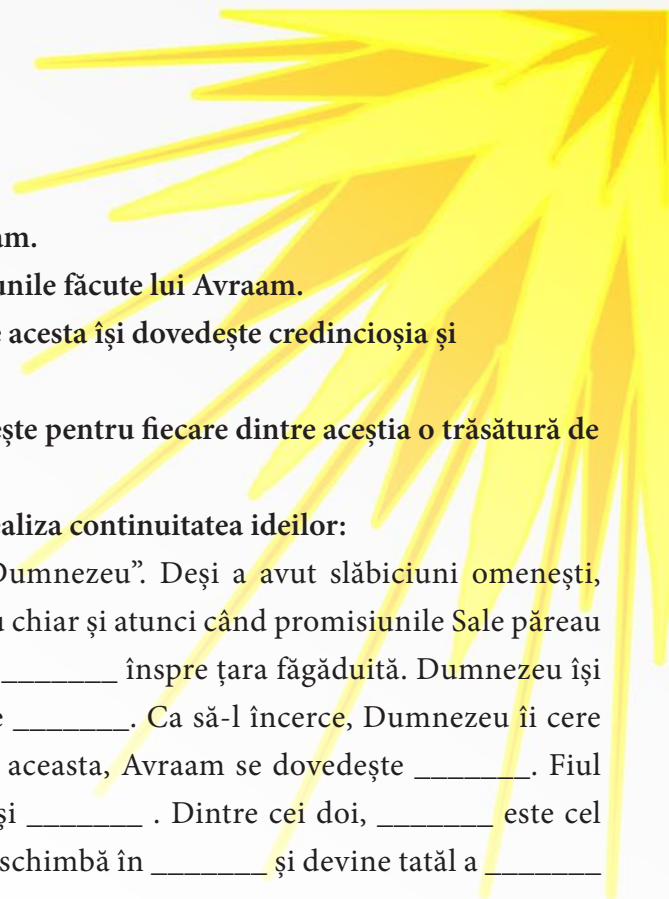 am.
unile făcute lui Avraam.
acesta își dovedește credincioșia și
ește pentru fiecare dintre aceștia o trăsătură de
ealiza continuitatea ideilor:
Dumnezeu”. Deși a avut slăbiciuni omenești,
chiar și atunci când promisiunile Sale păreau
_______ înspre țara făgăduită. Dumnezeu își
_______. Ca să-l încerce, Dumnezeu îi cere
aceasta, Avraam se dovedește _______. Fiul
și _______ . Dintre cei doi, _______ este cel
schimbă în _______ și devine tatăl a _______